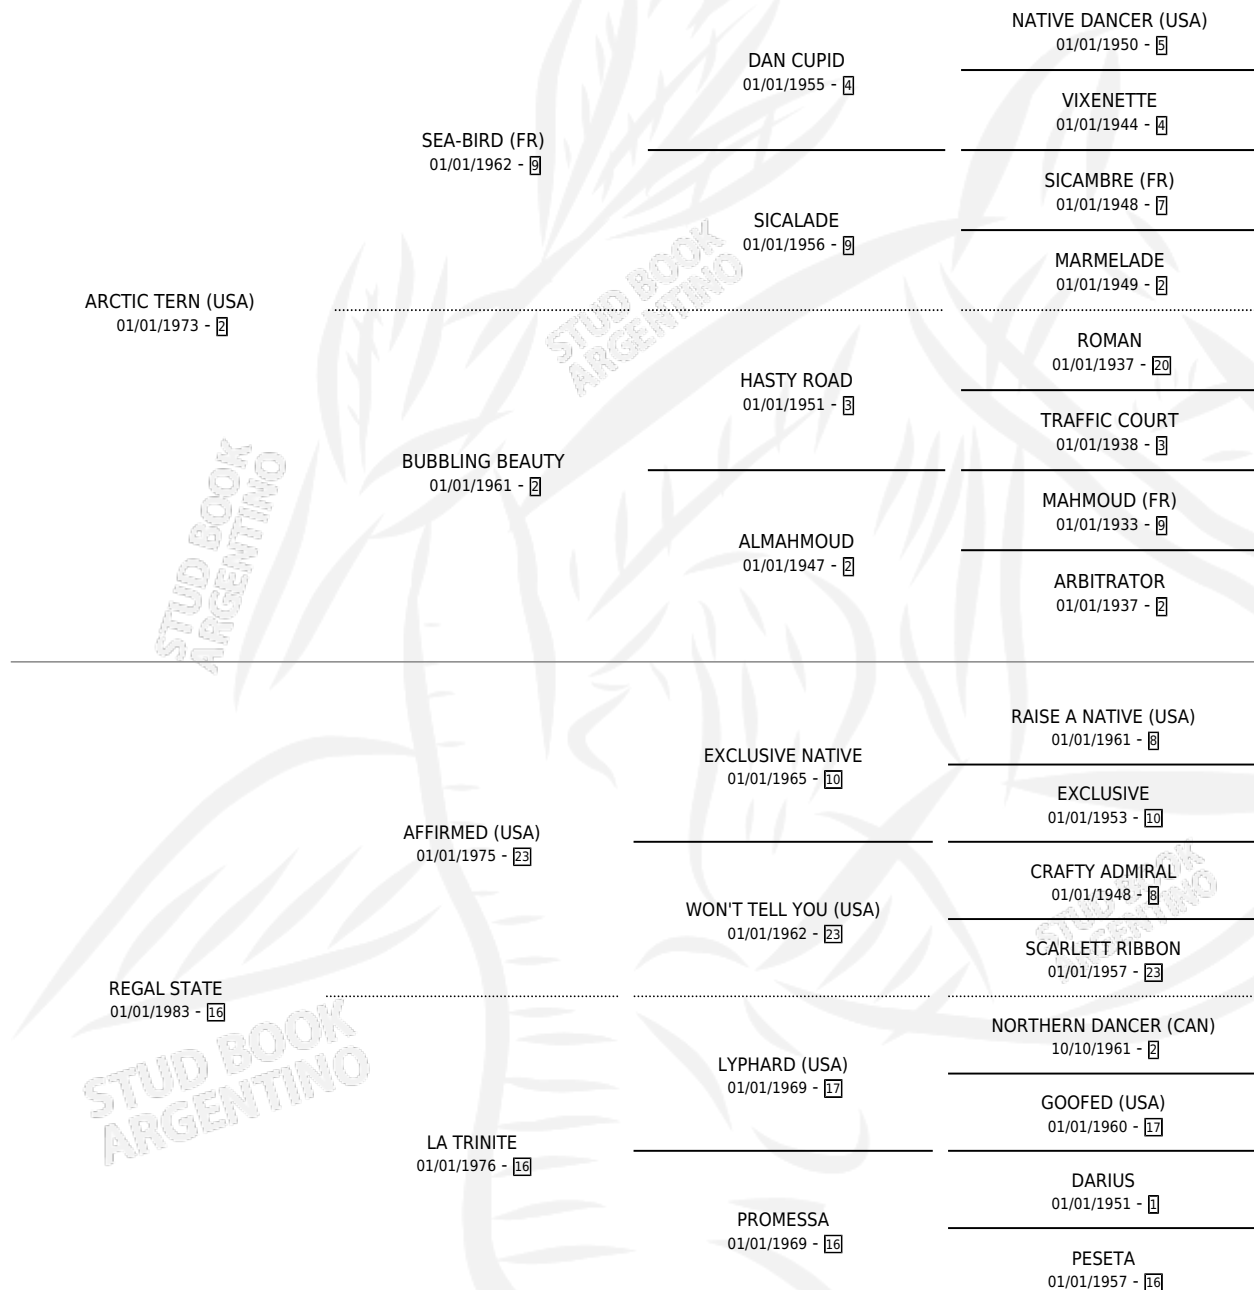 NATIVE DANCER (USA)
01/01/1950 - 5
DAN CUPID
01/01/1955 - 4
VIXENETTE
01/01/1944 - 4
SEA-BIRD (FR)
01/01/1962 - 9
SICAMBRE (FR)
01/01/1948 - 7
SICALADE
01/01/1956 - 9
MARMELADE
01/01/1949 - 2
ARCTIC TERN (USA)
01/01/1973 - 2
ROMAN
01/01/1937 - 20
HASTY ROAD
01/01/1951 - 3
TRAFFIC COURT
01/01/1938 - 3
BUBBLING BEAUTY
01/01/1961 - 2
MAHMOUD (FR)
01/01/1933 - 9
ALMAHMOUD
01/01/1947 - 2
ARBITRATOR
01/01/1937 - 2
RAISE A NATIVE (USA)
01/01/1961 - 8
EXCLUSIVE NATIVE
01/01/1965 - 10
EXCLUSIVE
01/01/1953 - 10
AFFIRMED (USA)
01/01/1975 - 23
CRAFTY ADMIRAL
01/01/1948 - 8
WON'T TELL YOU (USA)
01/01/1962 - 23
SCARLETT RIBBON
01/01/1957 - 23
REGAL STATE
01/01/1983 - 16
NORTHERN DANCER (CAN)
10/10/1961 - 2
LYPHARD (USA)
01/01/1969 - 17
GOOFED (USA)
01/01/1960 - 17
LA TRINITE
01/01/1976 - 16
DARIUS
01/01/1951 - 1
PROMESSA
01/01/1969 - 16
PESETA
01/01/1957 - 16
STUD BOOK
ARGENTINO
STUD BOOK
ARGENTINO
STUD BOOK
ARGENTINO
STUD BOOK
ARGENTINO